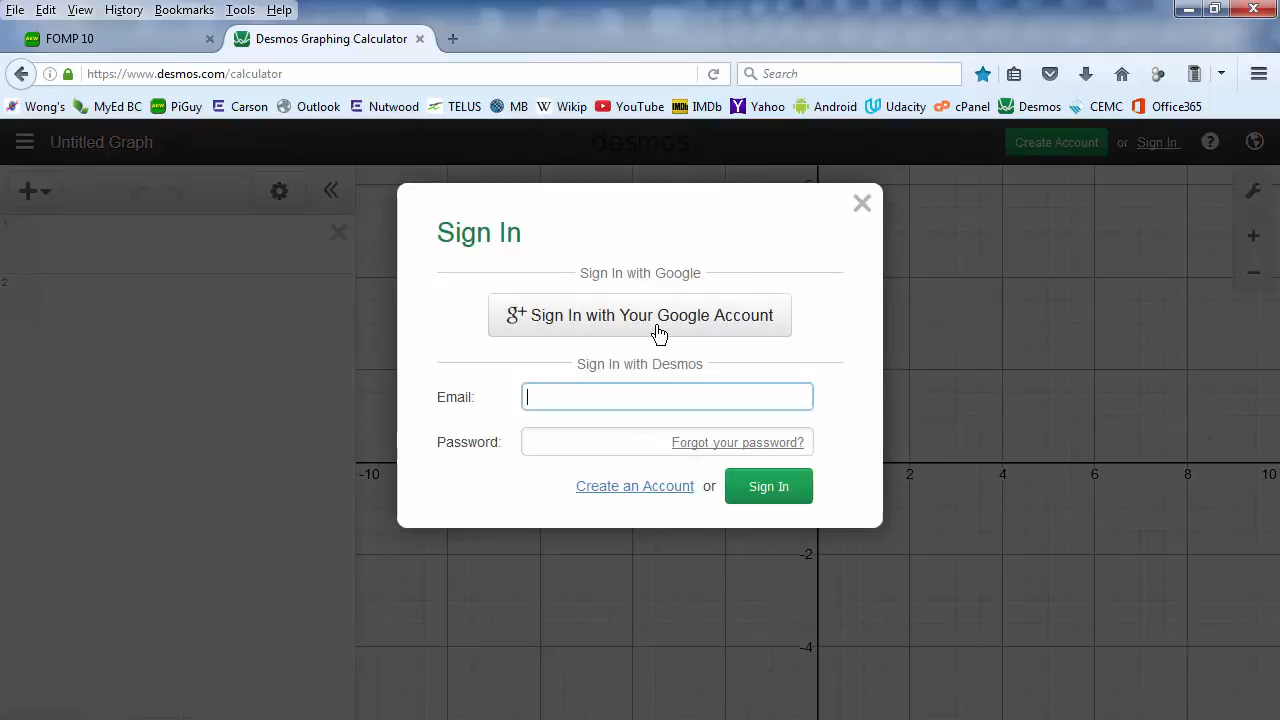 File Edit View History Bookmarks Tools Help
FOMP 10
Desmos Graphing Calculator
https://www.desmos.com/calculator
Search
Wong's MyEd BC PiGuy Carson Outlook Nutwood TELUS MB Wikip YouTube IMDb Yahoo Android Udacity cPanel Desmos CEMC Office365
Untitled Graph
desmos
Create Account or Sign In
1
2
Sign In
Sign In with Google
g+ Sign In with Your Google Account
Sign In with Desmos
Email:
Password: Forgot your password?
Create an Account or Sign In
-10 2 4 6 8 10
-2
-4